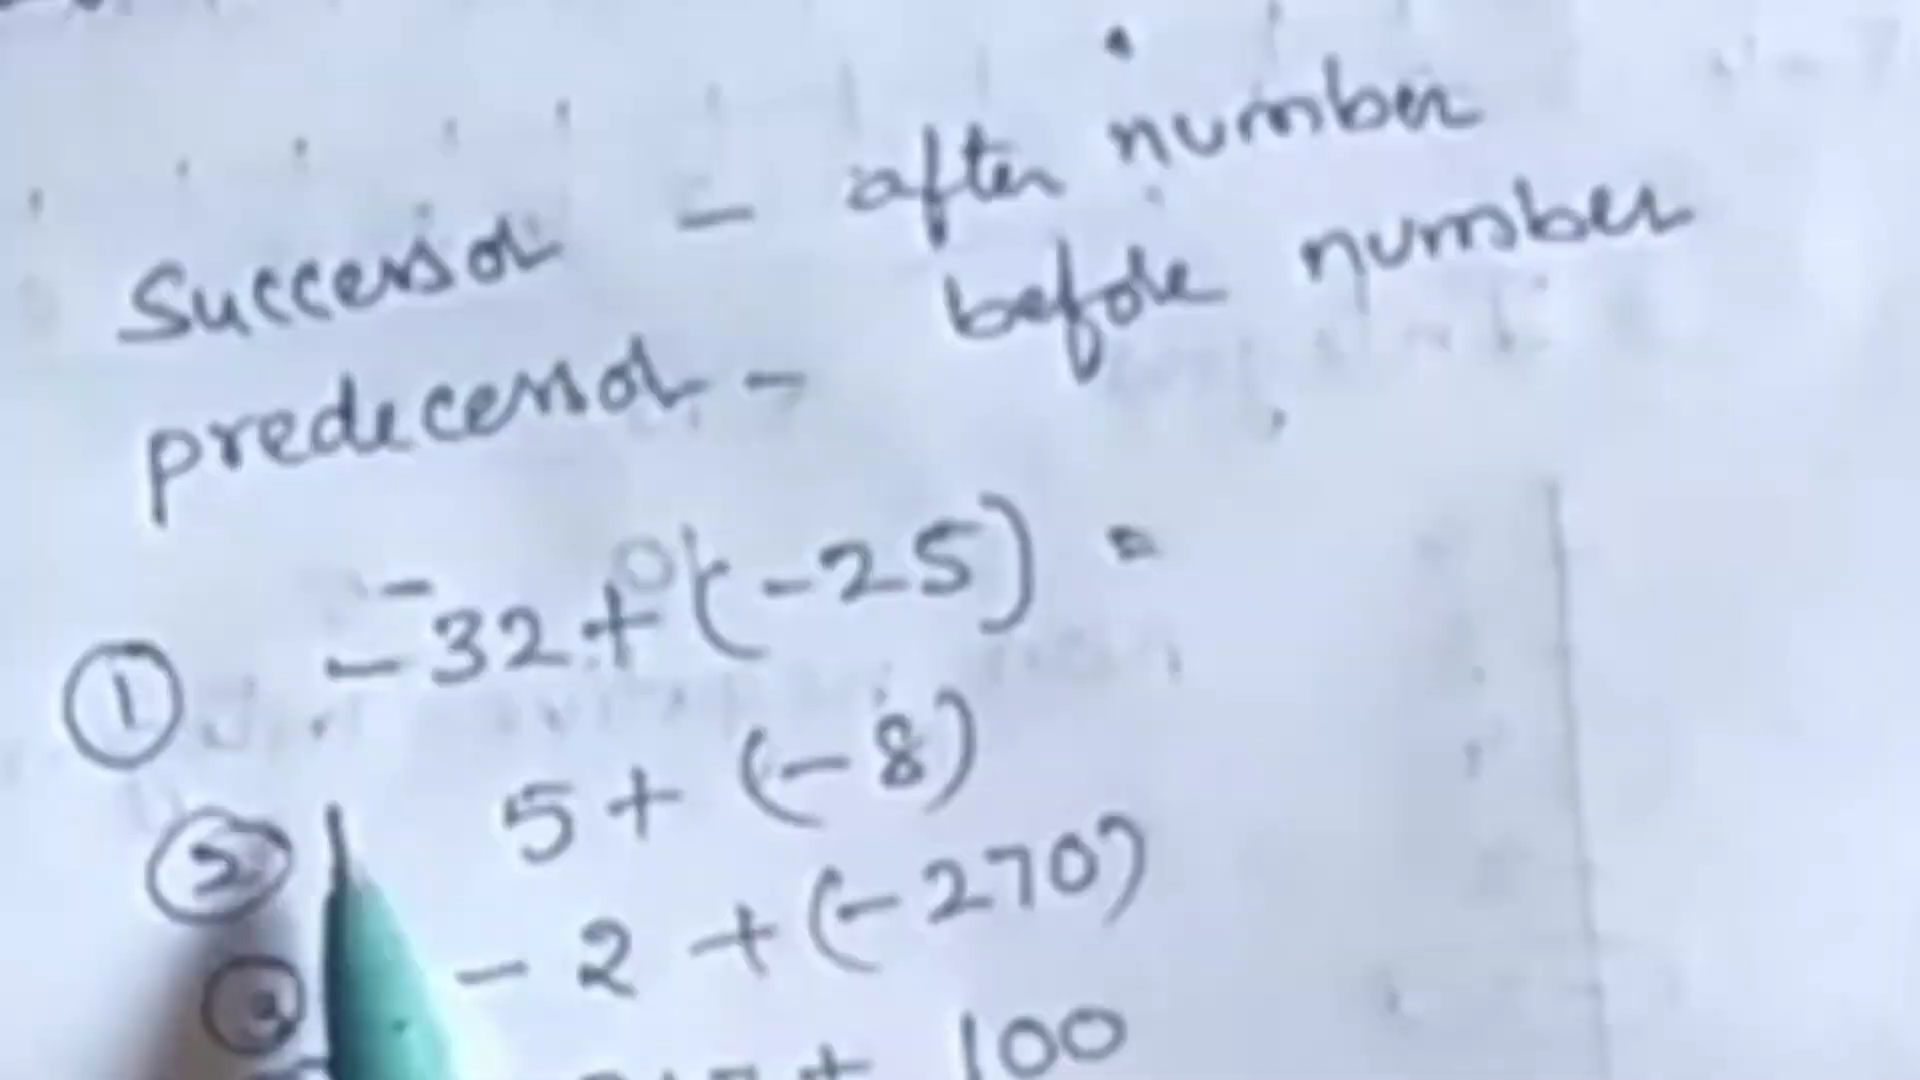 Successor - after number
predecessor - before number
① -32+(-25) =
② 5+(-8)
③ -2+(-270)
+ 100